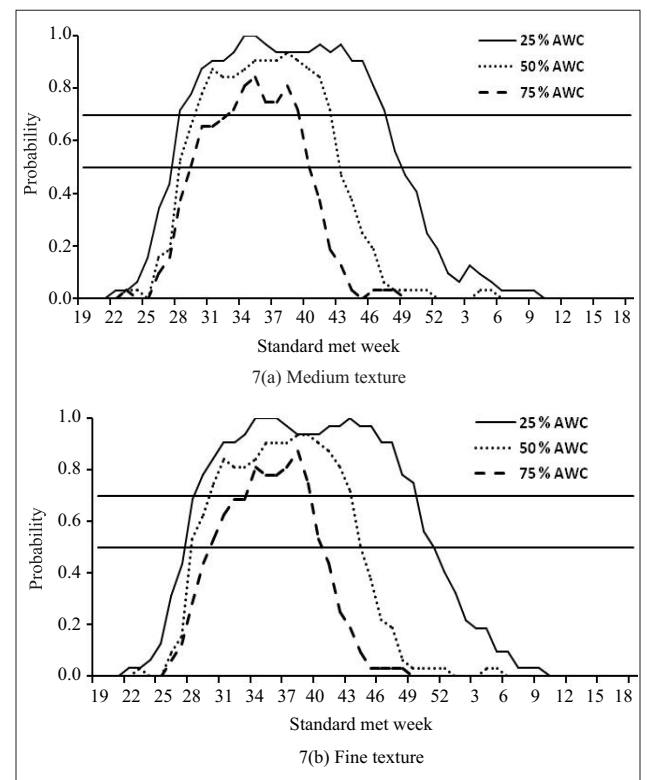 1.0
0.8
0.6
0.4
0.2
0.0
Probability
25% AWC
50% AWC
75% AWC
19 22 25 28 31 34 37 40 43 46 49 52 3 6 9 12 15 18
Standard met week
7(a) Medium texture
1.0
0.8
0.6
0.4
0.2
0.0
Probability
25% AWC
50% AWC
75% AWC
19 22 25 28 31 34 37 40 43 46 49 52 3 6 9 12 15 18
Standard met week
7(b) Fine texture